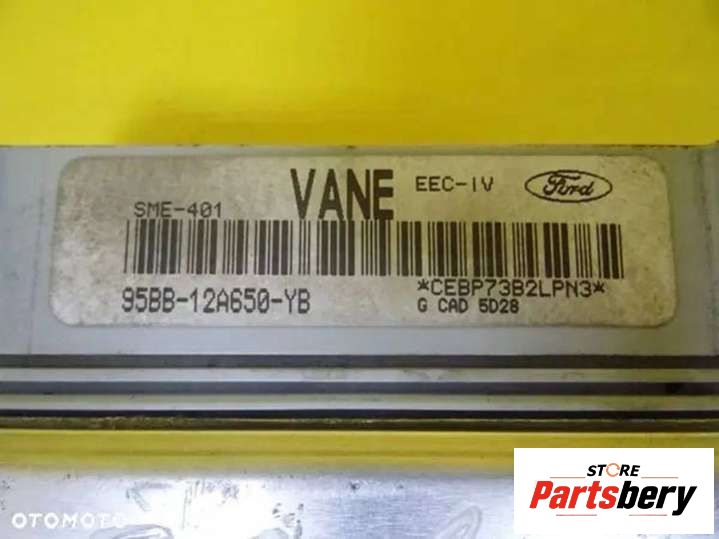 VANE EEC-IV Ford
SME-401
95BB-12A650-YB *CEBP73B2LPN3*
G CAD 5D28
STORE
Partsbery
OTOMOTO